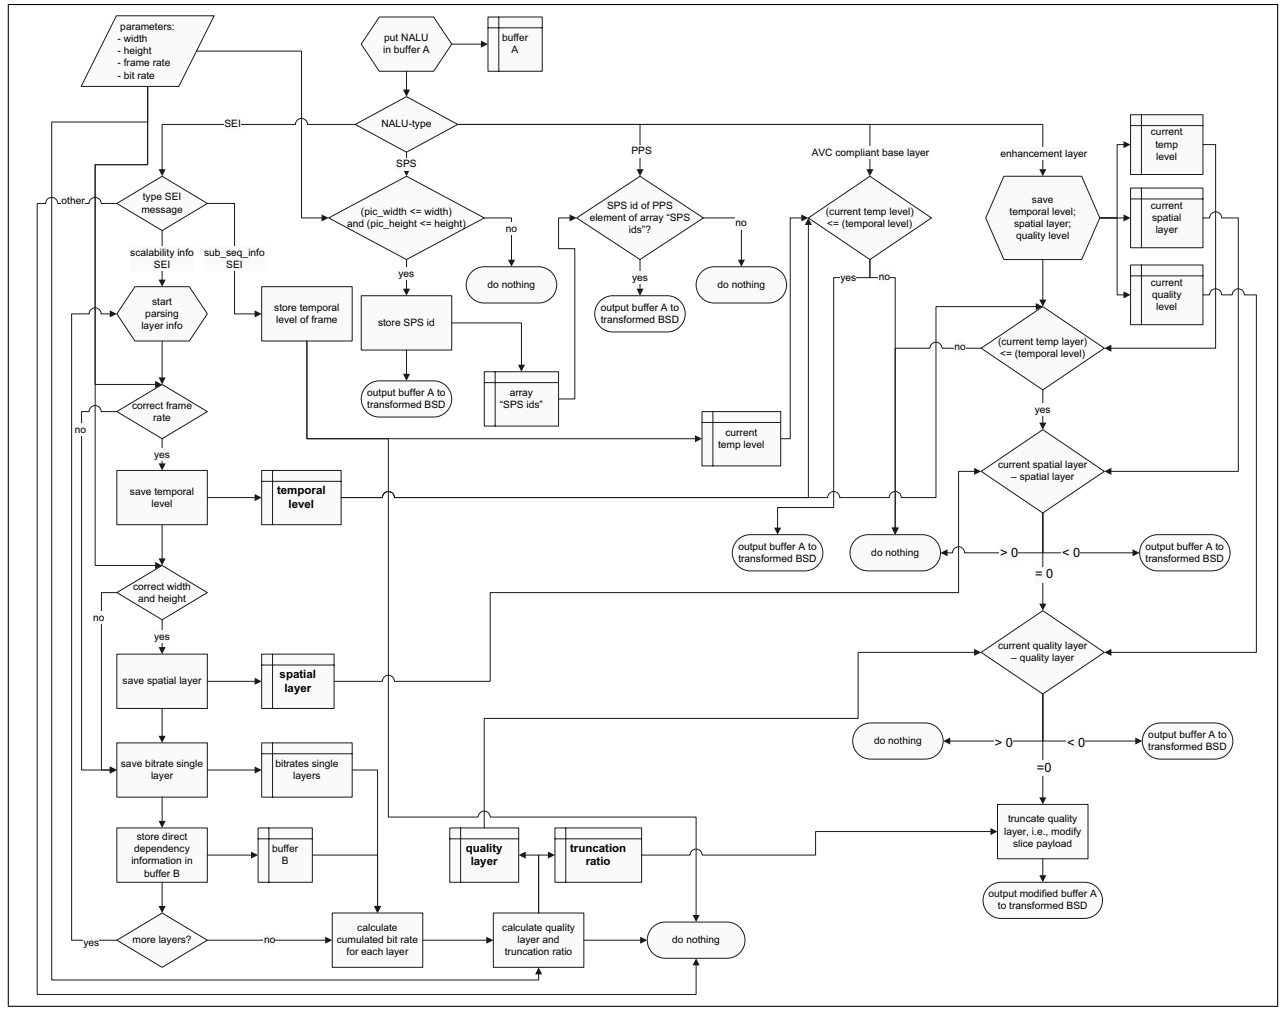 parameters:
- width
- height
- frame rate
- bit rate
put NALU
in buffer A
buffer
A
SEI
NALU-type
SPS
PPS
AVC compliant base layer
enhancement layer
current
temp
level
other
type SEI
message
(pic_width <= width)
and (pic_height <= height)
no
yes
SPS id of PPS
element of array “SPS
ids”?
no
yes
(current temp level)
<= (temporal level)
yes
no
save
temporal level;
spatial layer;
quality level
current
spatial
layer
current
quality
level
scalability info
SEI
sub_seq_info
SEI
do nothing
do nothing
start
parsing
layer info
store temporal
level of frame
store SPS id
output buffer A to
transformed BSD
(current temp layer)
<= (temporal level)
no
yes
output buffer A to
transformed BSD
array
“SPS ids”
correct frame
rate
no
yes
current
temp level
save temporal
level
temporal
level
current spatial layer
– spatial layer
output buffer A to
transformed BSD
do nothing
> 0
< 0
= 0
output buffer A to
transformed BSD
correct width
and height
no
yes
save spatial layer
spatial
layer
current quality layer
– quality layer
do nothing
> 0
< 0
=0
output buffer A to
transformed BSD
save bitrate single
layer
bitrates single
layers
store direct
dependency
information in
buffer B
buffer
B
quality
layer
truncation
ratio
truncate quality
layer, i.e., modify
slice payload
output modified buffer A
to transformed BSD
yes
more layers?
no
calculate
cumulated bit rate
for each layer
calculate quality
layer and
truncation ratio
do nothing